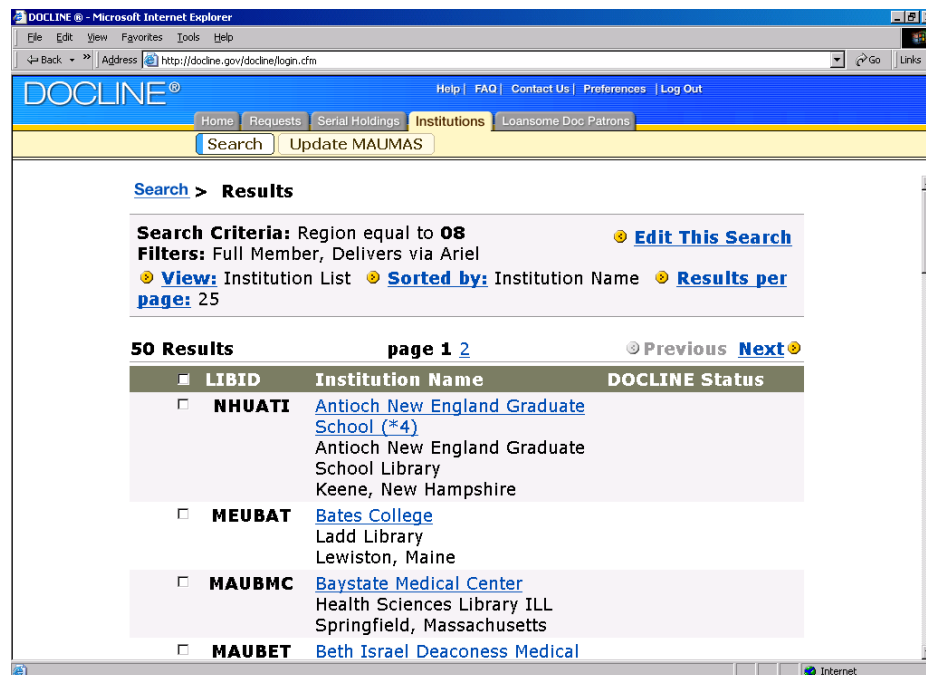 DOCLINE ® - Microsoft Internet Explorer
File Edit View Favorites Tools Help
Back » Address http://docline.gov/docline/login.cfm Go Links
DOCLINE®
Help | FAQ | Contact Us | Preferences | Log Out
Home Requests Serial Holdings Institutions Loansome Doc Patrons
Search Update MAUMAS
Search > Results
Search Criteria: Region equal to 08
Edit This Search
Filters: Full Member, Delivers via Ariel
View: Institution List Sorted by: Institution Name Results per
page: 25
50 Results page 1 2 Previous Next
LIBID Institution Name DOCLINE Status
NHUATI Antioch New England Graduate
School (*4)
Antioch New England Graduate
School Library
Keene, New Hampshire
MEUBAT Bates College
Ladd Library
Lewiston, Maine
MAUBMC Baystate Medical Center
Health Sciences Library ILL
Springfield, Massachusetts
MAUBET Beth Israel Deaconess Medical
Internet